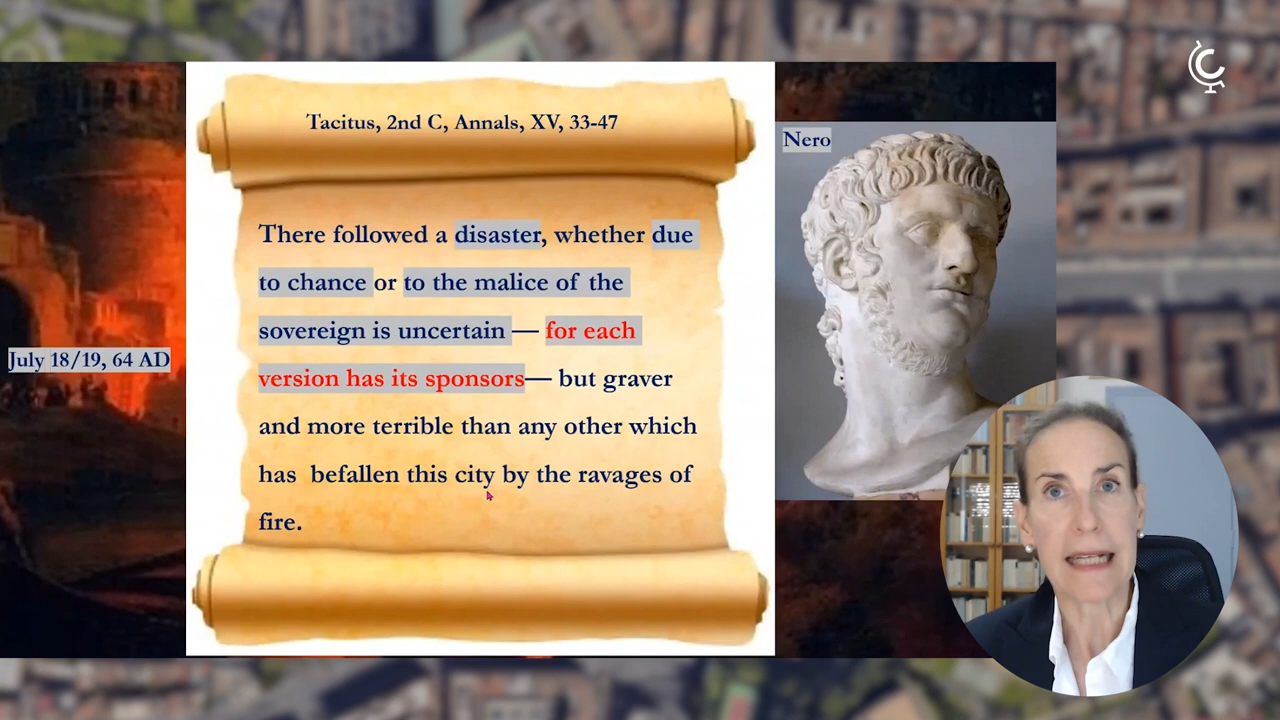 Tacitus, 2nd C, Annals, XV, 33-47
Nero
There followed a disaster, whether due
to chance or to the malice of the
sovereign is uncertain — for each
version has its sponsors— but graver
and more terrible than any other which
has befallen this city by the ravages of
fire.
July 18/19, 64 AD